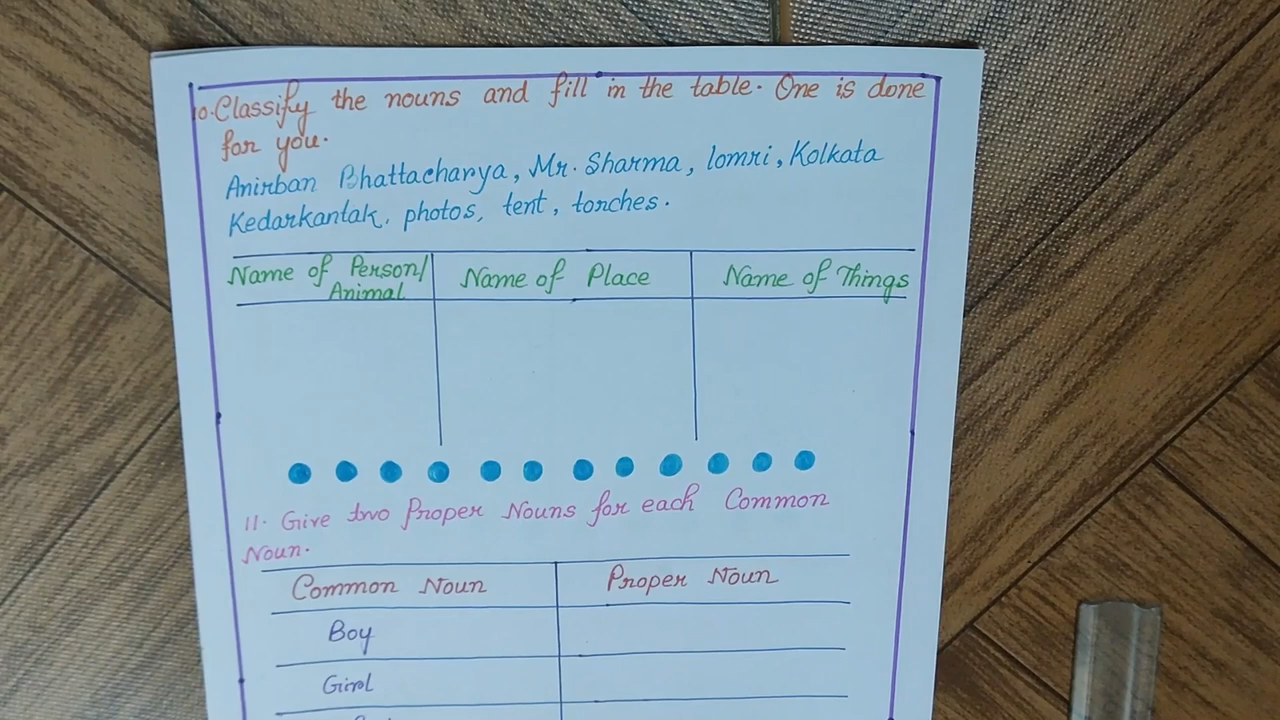 10. Classify the nouns and fill in the table. One is done
for you.
Anirban Bhattacharya, Mr. Sharma, lomri, Kolkata
Kedarkantak, photos, tent, torches.
Name of Person/ Animal Name of Place Name of Things
11. Give two Proper Nouns for each Common
Noun.
Common Noun Proper Noun
Boy
Girl